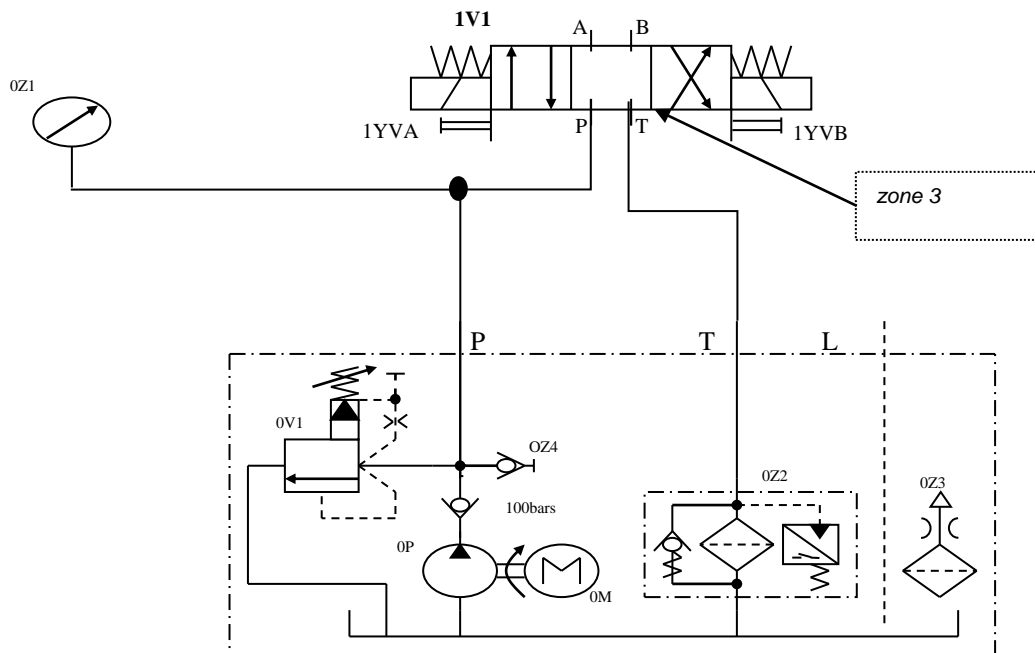 1V1
A B
0Z1
1YVA P T 1YVB
zone 3
P T L
0V1
OZ4
0Z2
0Z3
100bars
0P
M
0M